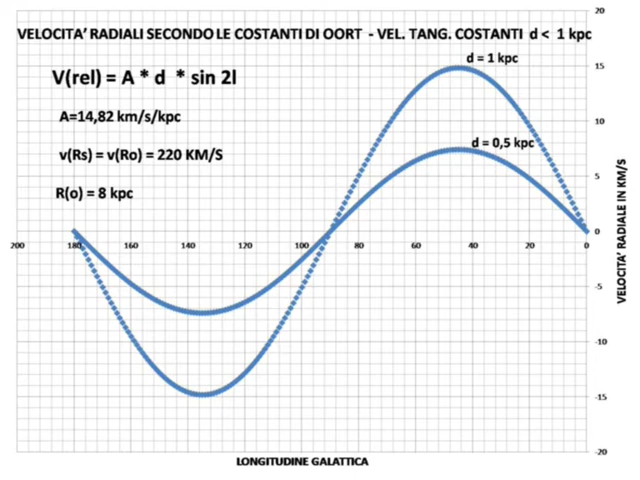 VELOCITA' RADIALI SECONDO LE COSTANTI DI OORT - VEL. TANG. COSTANTI d < 1 kpc
d = 1 kpc
V(rel) = A * d * sin 2l
A=14,82 km/s/kpc
d = 0,5 kpc
v(Rs) = v(Ro) = 220 KM/S
R(o) = 8 kpc
20
15
10
5
0
-5
-10
-15
-20
VELOCITA' RADIALE IN KM/S
200 180 160 140 120 100 80 60 40 20 0
LONGITUDINE GALATTICA